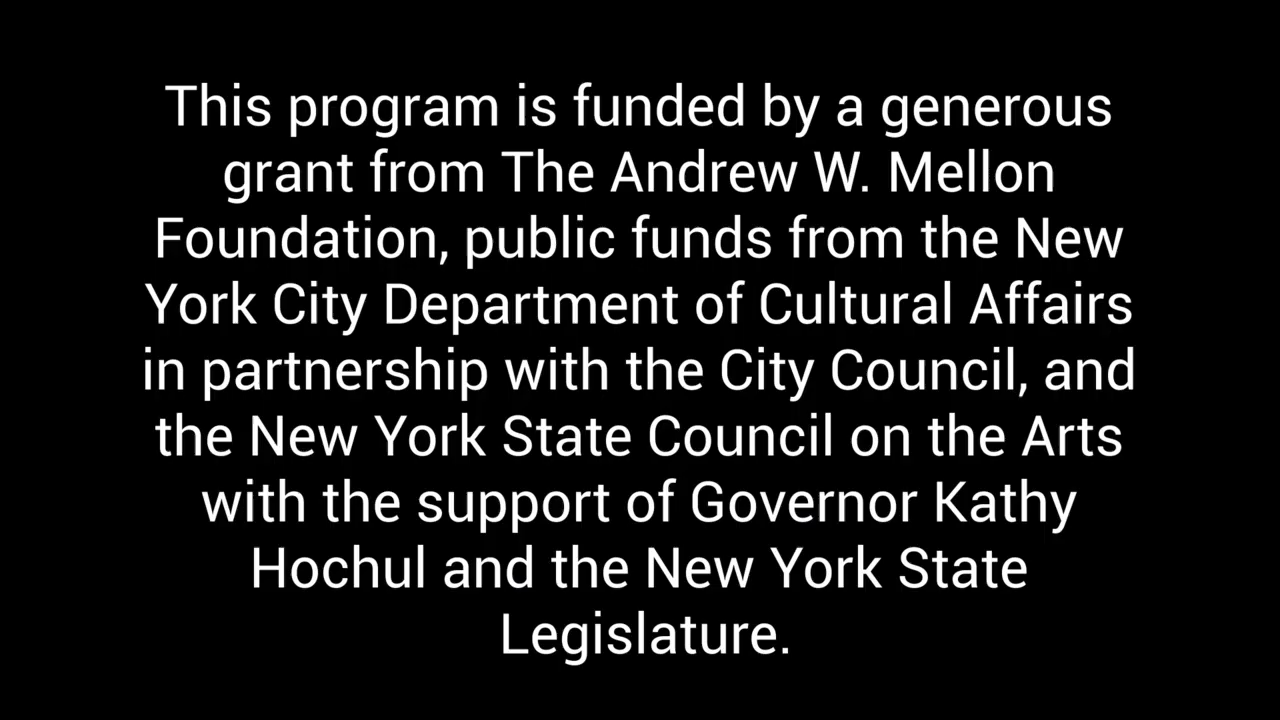 This program is funded by a generous
grant from The Andrew W. Mellon
Foundation, public funds from the New
York City Department of Cultural Affairs
in partnership with the City Council, and
the New York State Council on the Arts
with the support of Governor Kathy
Hochul and the New York State
Legislature.